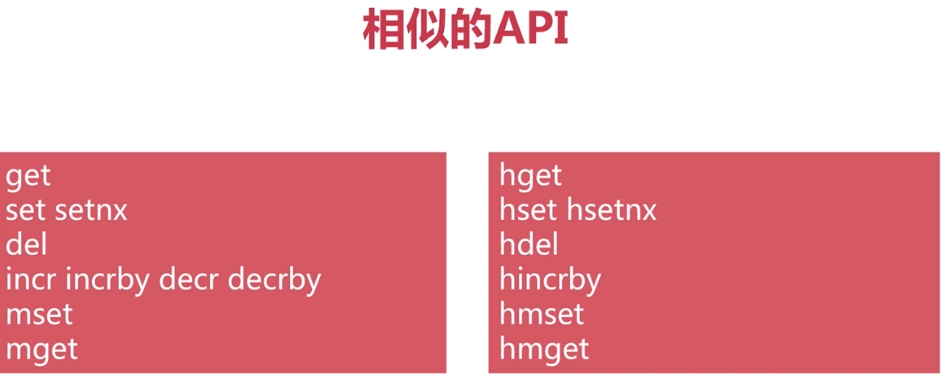 相似的API
get
set setnx
del
incr incrby decr decrby
mset
mget
hget
hset hsetnx
hdel
hincrby
hmset
hmget